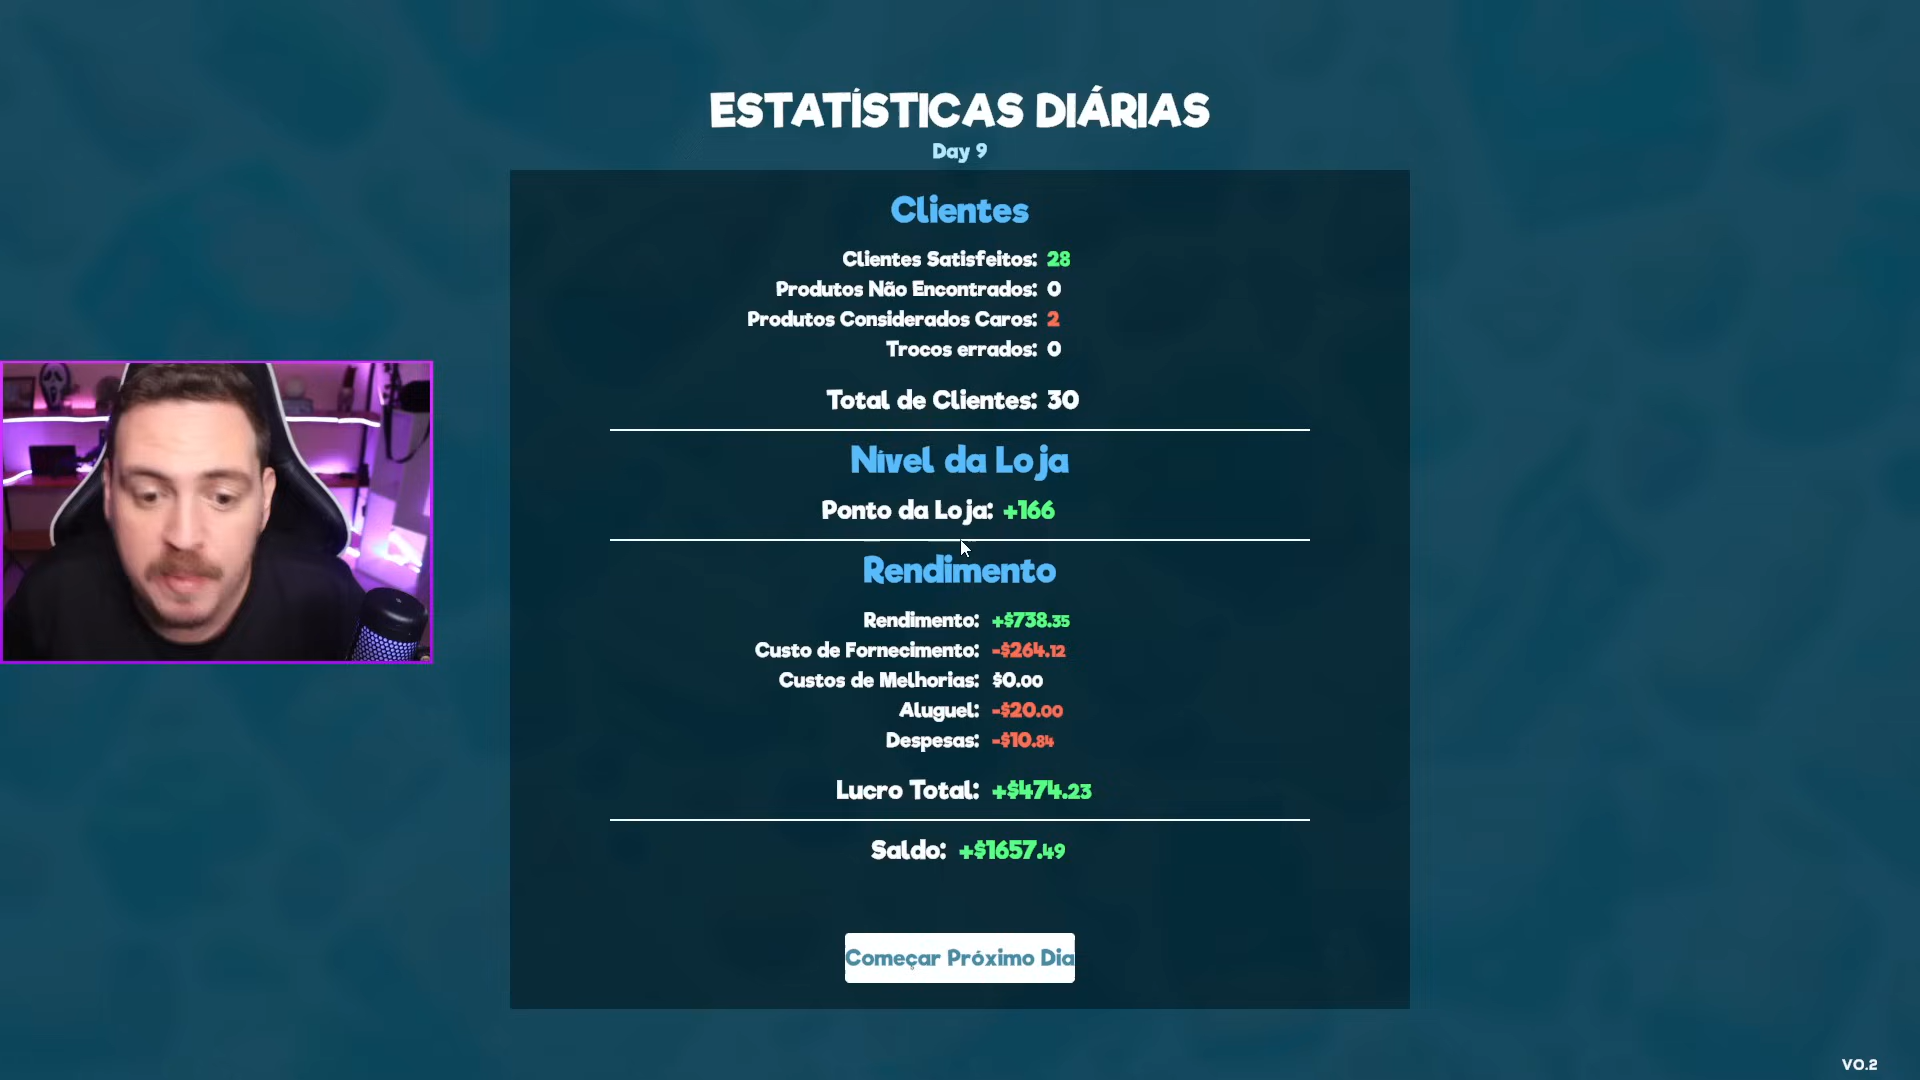 ESTATÍSTICAS DIÁRIAS
Day 9
Clientes
Clientes Satisfeitos: 28
Produtos Não Encontrados: 0
Produtos Considerados Caros: 2
Trocos errados: 0
Total de Clientes: 30
Nível da Loja
Ponto da Loja: +166
Rendimento
Rendimento: +$738.35
Custo de Fornecimento: -$264.12
Custos de Melhorias: $0.00
Aluguel: -$20.00
Despesas: -$10.84
Lucro Total: +$474.23
Saldo: +$1657.49
Começar Próximo Dia
V0.2